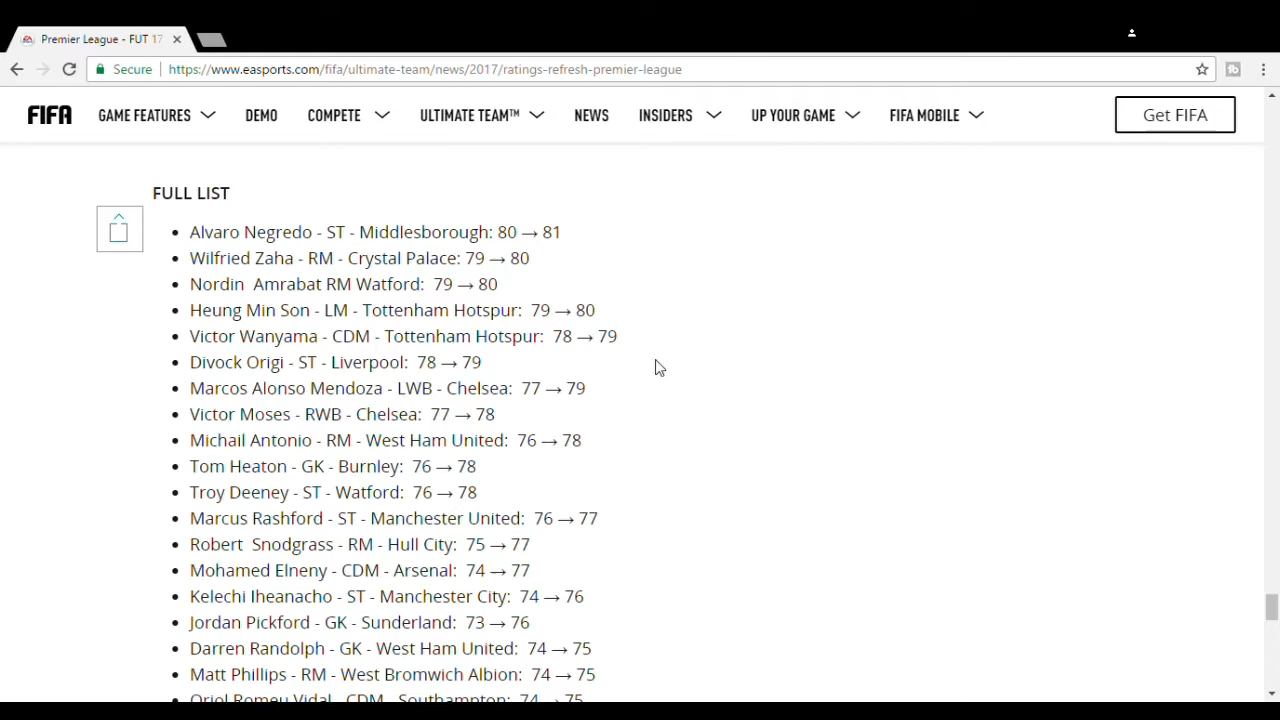 Premier League - FUT 17
Secure https://www.easports.com/fifa/ultimate-team/news/2017/ratings-refresh-premier-league
FIFA GAME FEATURES DEMO COMPETE ULTIMATE TEAM™ NEWS INSIDERS UP YOUR GAME FIFA MOBILE Get FIFA
FULL LIST
• Alvaro Negredo - ST - Middlesborough: 80 → 81
• Wilfried Zaha - RM - Crystal Palace: 79 → 80
• Nordin Amrabat RM Watford: 79 → 80
• Heung Min Son - LM - Tottenham Hotspur: 79 → 80
• Victor Wanyama - CDM - Tottenham Hotspur: 78 → 79
• Divock Origi - ST - Liverpool: 78 → 79
• Marcos Alonso Mendoza - LWB - Chelsea: 77 → 79
• Victor Moses - RWB - Chelsea: 77 → 78
• Michail Antonio - RM - West Ham United: 76 → 78
• Tom Heaton - GK - Burnley: 76 → 78
• Troy Deeney - ST - Watford: 76 → 78
• Marcus Rashford - ST - Manchester United: 76 → 77
• Robert Snodgrass - RM - Hull City: 75 → 77
• Mohamed Elneny - CDM - Arsenal: 74 → 77
• Kelechi Iheanacho - ST - Manchester City: 74 → 76
• Jordan Pickford - GK - Sunderland: 73 → 76
• Darren Randolph - GK - West Ham United: 74 → 75
• Matt Phillips - RM - West Bromwich Albion: 74 → 75
• Oriol Romeu Vidal - CDM - Southampton: 74 → 75